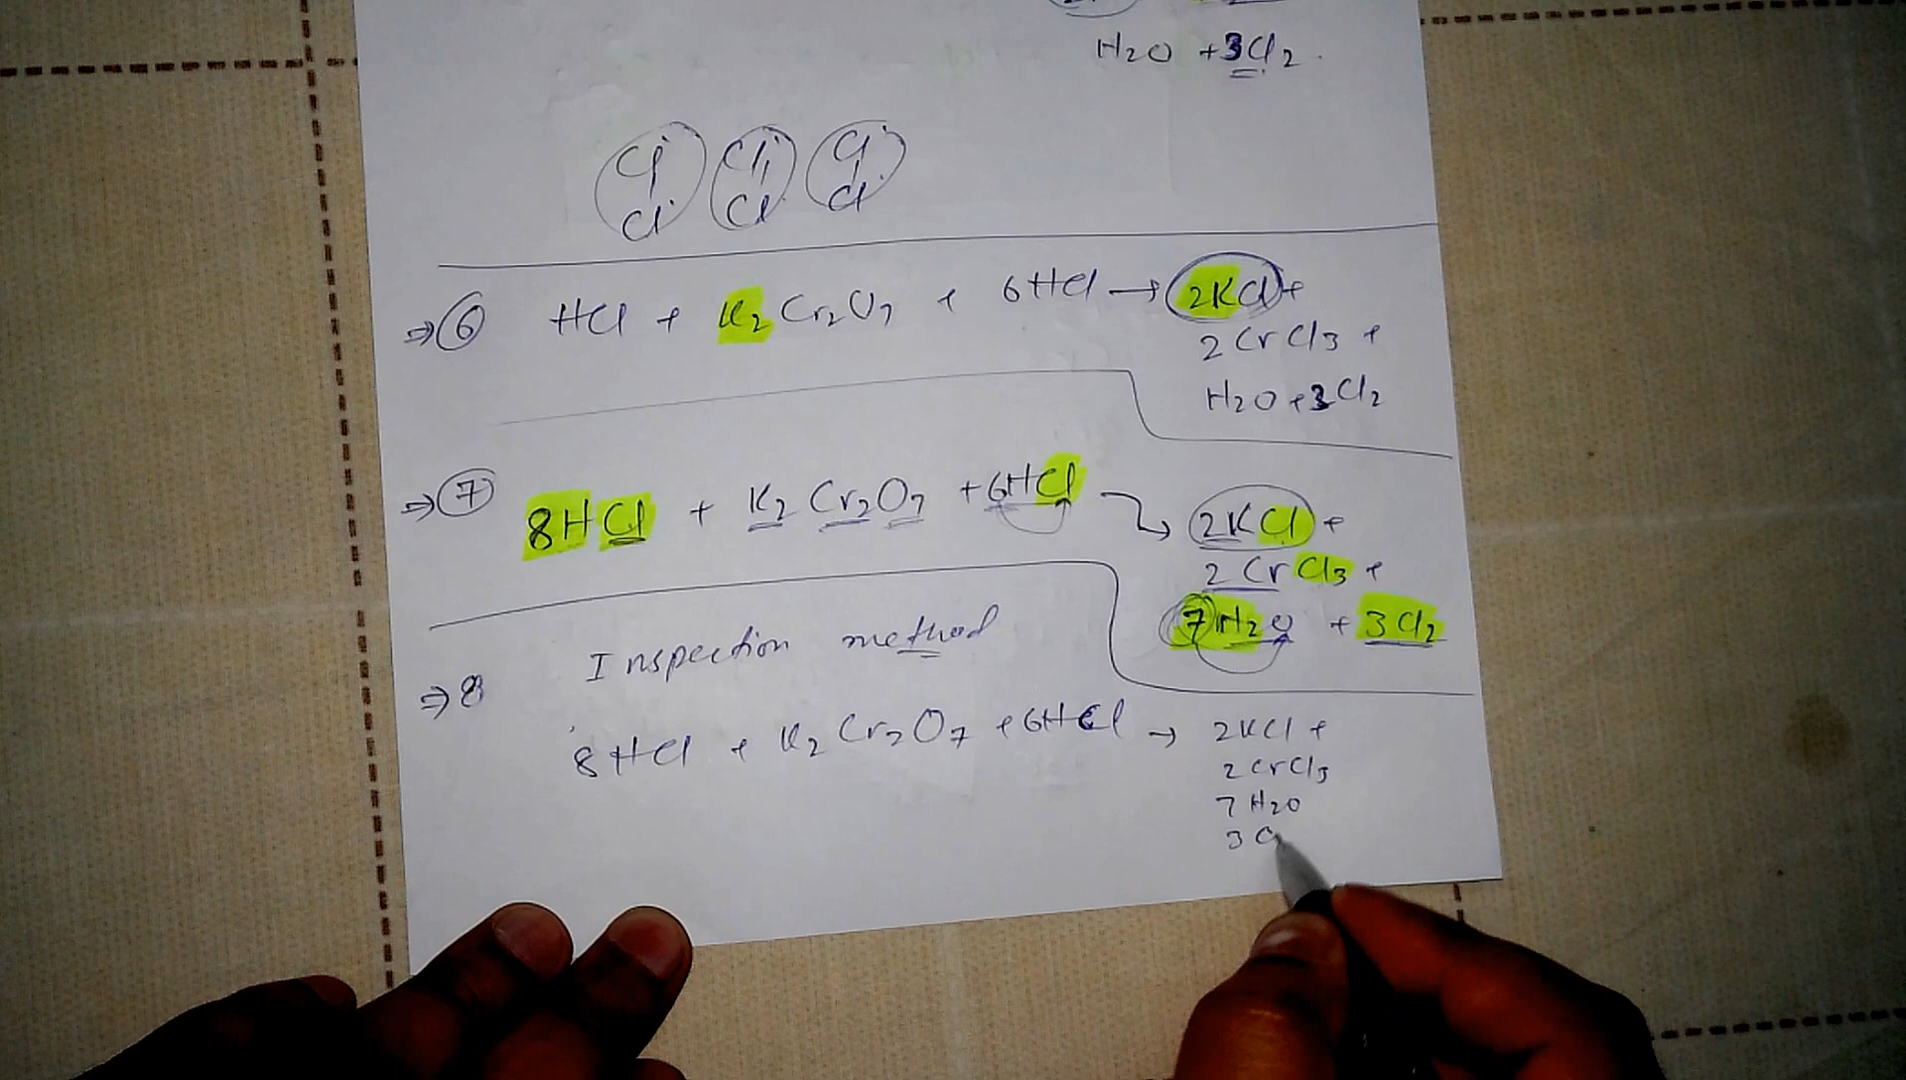 H2O + 3Cl2.
Cl Cl Cl
Cl Cl Cl
⇒ 6 HCl + K2Cr2O7 + 6HCl → 2KCl +
2CrCl3 +
H2O + 3Cl2
⇒ 7 8HCl + K2Cr2O7 + 6HCl → 2KCl +
2CrCl3 +
7H2O + 3Cl2
Inspection method
⇒ 8 8HCl + K2Cr2O7 + 6HCl → 2KCl +
2CrCl3
7H2O
3C